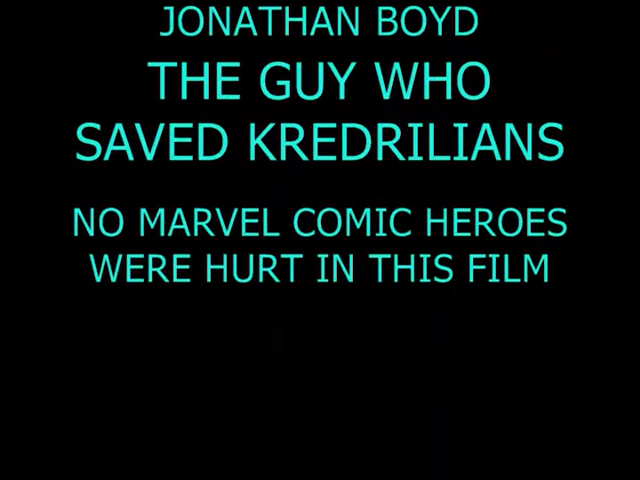 JONATHAN BOYD
THE GUY WHO
SAVED KREDRILIANS
NO MARVEL COMIC HEROES
WERE HURT IN THIS FILM